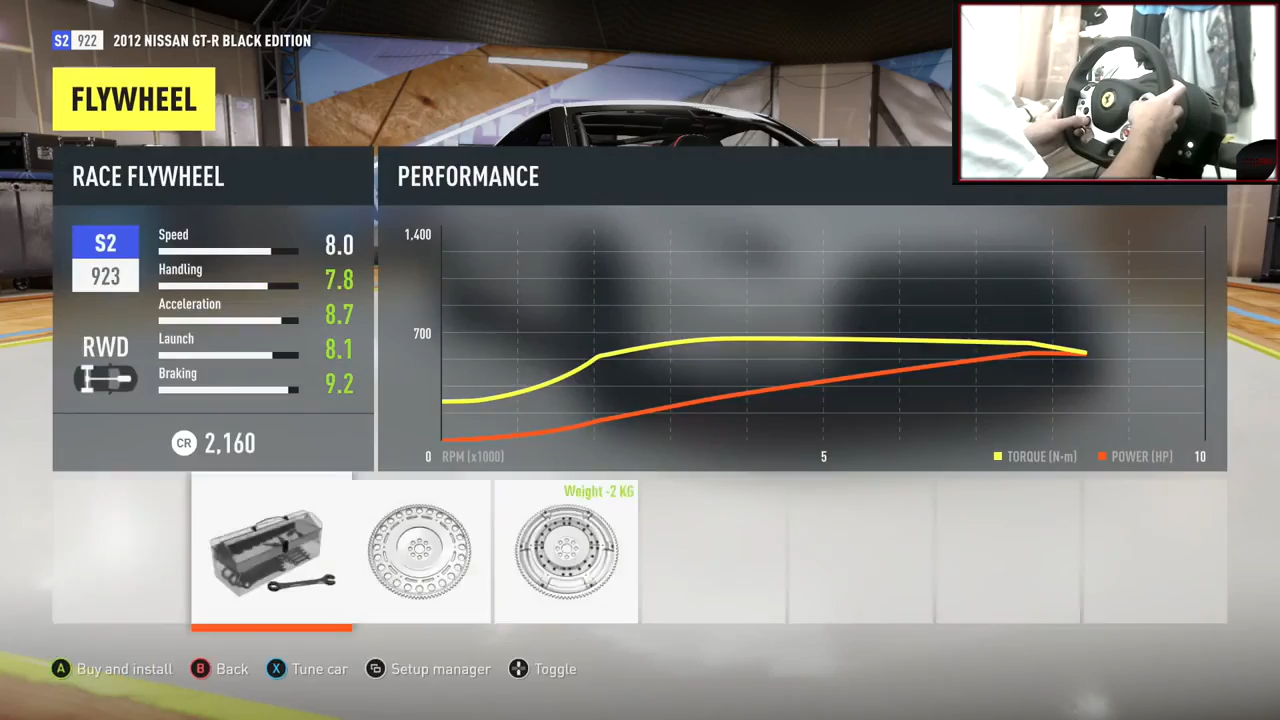 S2 922 2012 NISSAN GT-R BLACK EDITION
FLYWHEEL
RACE FLYWHEEL
S2
923
RWD
Speed 8.0
Handling 7.8
Acceleration 8.7
Launch 8.1
Braking 9.2
CR 2,160
PERFORMANCE
1,400
700
0 RPM (x1000) 5 10
TORQUE (N-m) POWER (HP)
Weight -2 KG
A Buy and install B Back X Tune car Setup manager Toggle